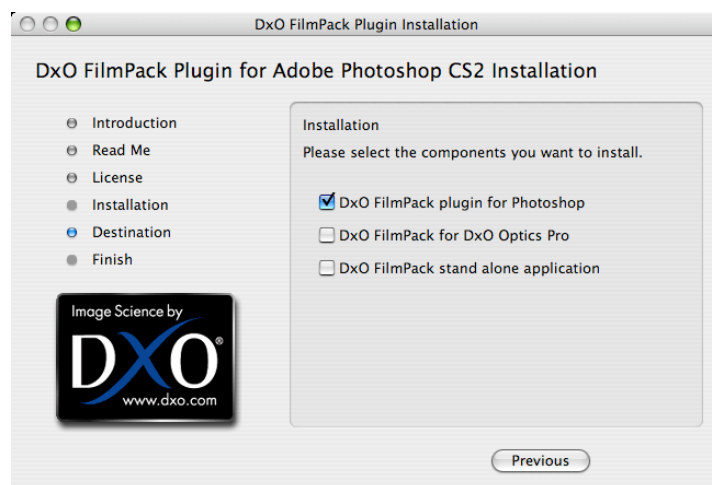 DxO FilmPack Plugin Installation
DxO FilmPack Plugin for Adobe Photoshop CS2 Installation
Introduction
Read Me
License
Installation
Destination
Finish
Image Science by
DXO®
www.dxo.com
Installation
Please select the components you want to install.
DxO FilmPack plugin for Photoshop
DxO FilmPack for DxO Optics Pro
DxO FilmPack stand alone application
Previous